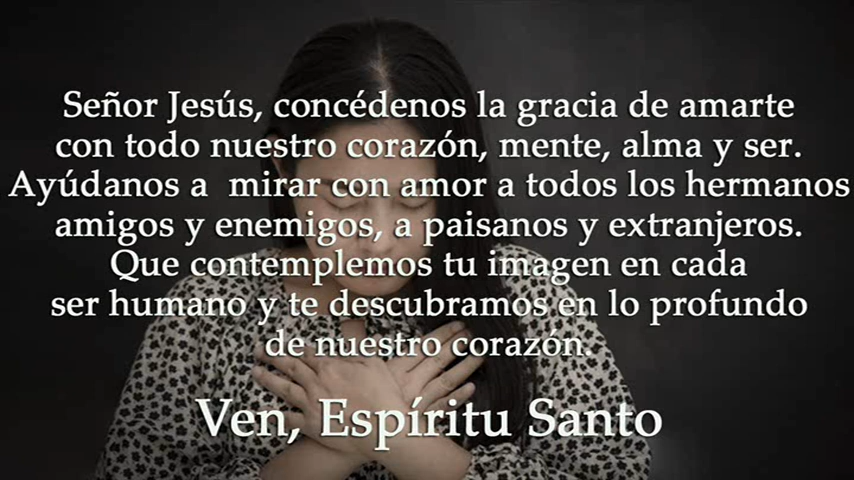 Señor Jesús, concédenos la gracia de amarte
con todo nuestro corazón, mente, alma y ser.
Ayúdanos a mirar con amor a todos los hermanos
amigos y enemigos, a paisanos y extranjeros.
Que contemplemos tu imagen en cada
ser humano y te descubramos en lo profundo
de nuestro corazón.
Ven, Espíritu Santo